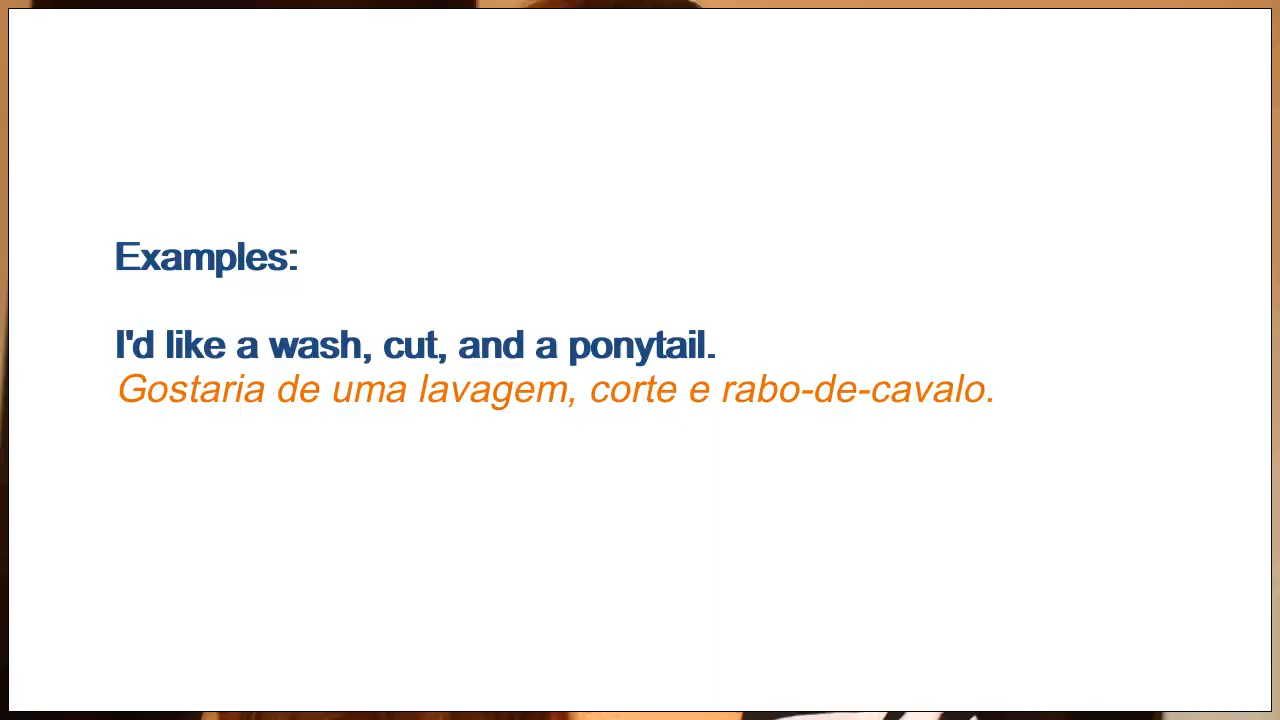 Examples:
I'd like a wash, cut, and a ponytail.
Gostaria de uma lavagem, corte e rabo-de-cavalo.